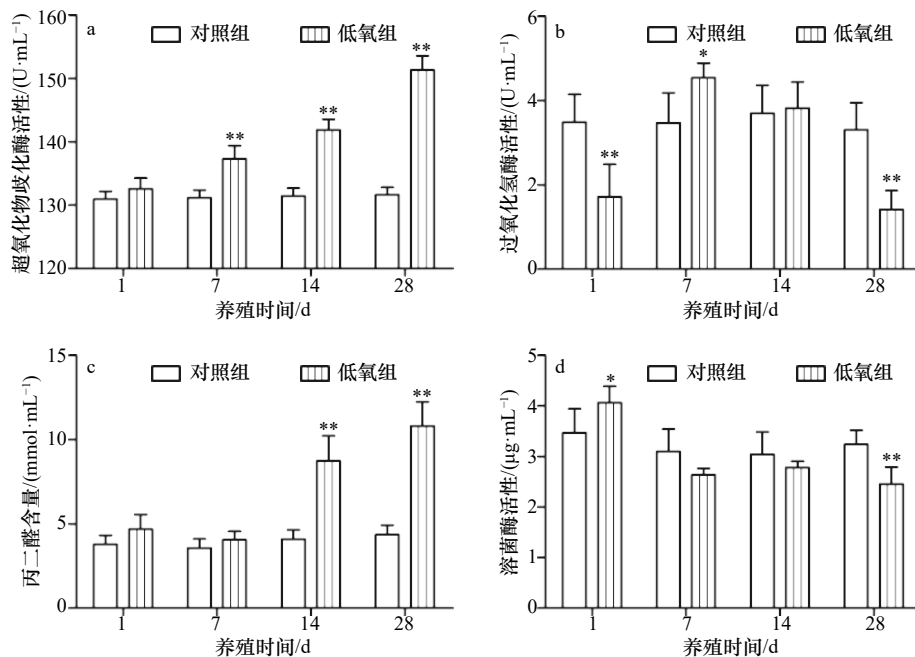 a
对照组 低氧组
超氧化物歧化酶活性/(U·mL⁻¹)
160
150
140
130
120
** ** **
1 7 14 28
养殖时间/d
b
对照组 低氧组
过氧化氢酶活性/(U·mL⁻¹)
6
4
2
0
** * **
1 7 14 28
养殖时间/d
c
对照组 低氧组
丙二醛含量/(mmol·mL⁻¹)
15
10
5
0
** **
1 7 14 28
养殖时间/d
d
对照组 低氧组
溶菌酶活性/(μg·mL⁻¹)
5
4
3
2
1
0
* **
1 7 14 28
养殖时间/d